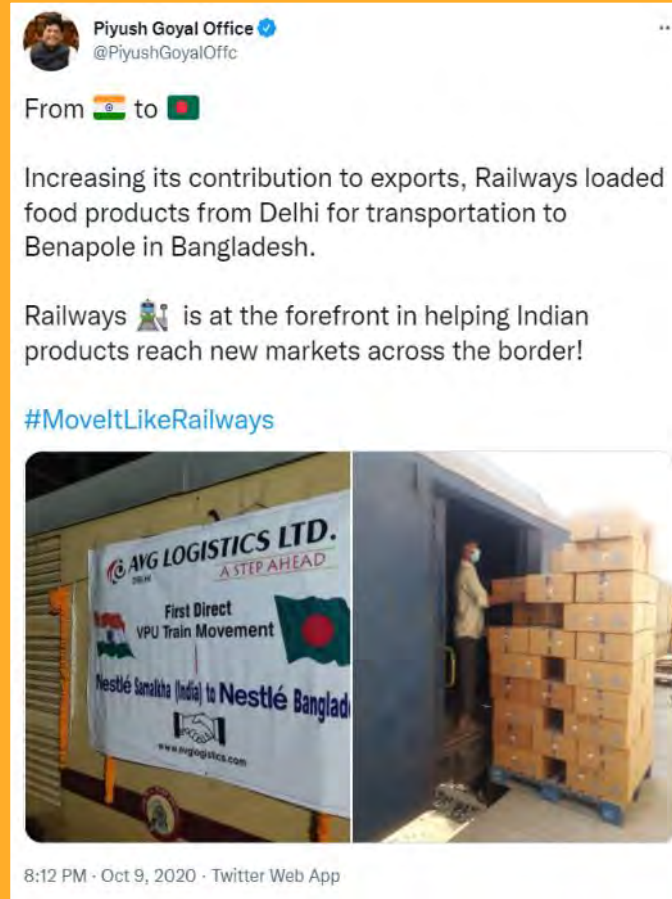 Piyush Goyal Office
@PiyushGoyalOffc
From 🇮🇳 to 🇧🇩
Increasing its contribution to exports, Railways loaded
food products from Delhi for transportation to
Benapole in Bangladesh.
Railways 🚉 is at the forefront in helping Indian
products reach new markets across the border!
#MoveItLikeRailways
AVG LOGISTICS LTD.
DELHI
A STEP AHEAD
First Direct
VPU Train Movement
Nestlé Samalkha (India) to Nestlé Banglad
www.avglogistics.com
8:12 PM · Oct 9, 2020 · Twitter Web App